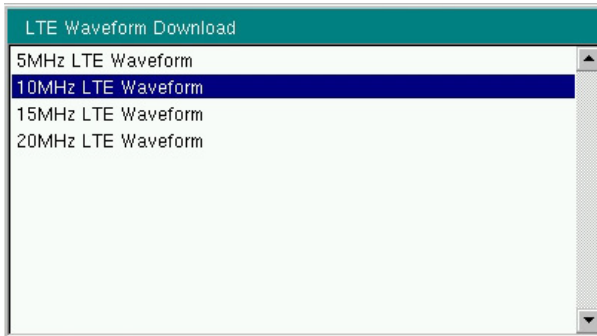 LTE Waveform Download
5MHz LTE Waveform
10MHz LTE Waveform
15MHz LTE Waveform
20MHz LTE Waveform